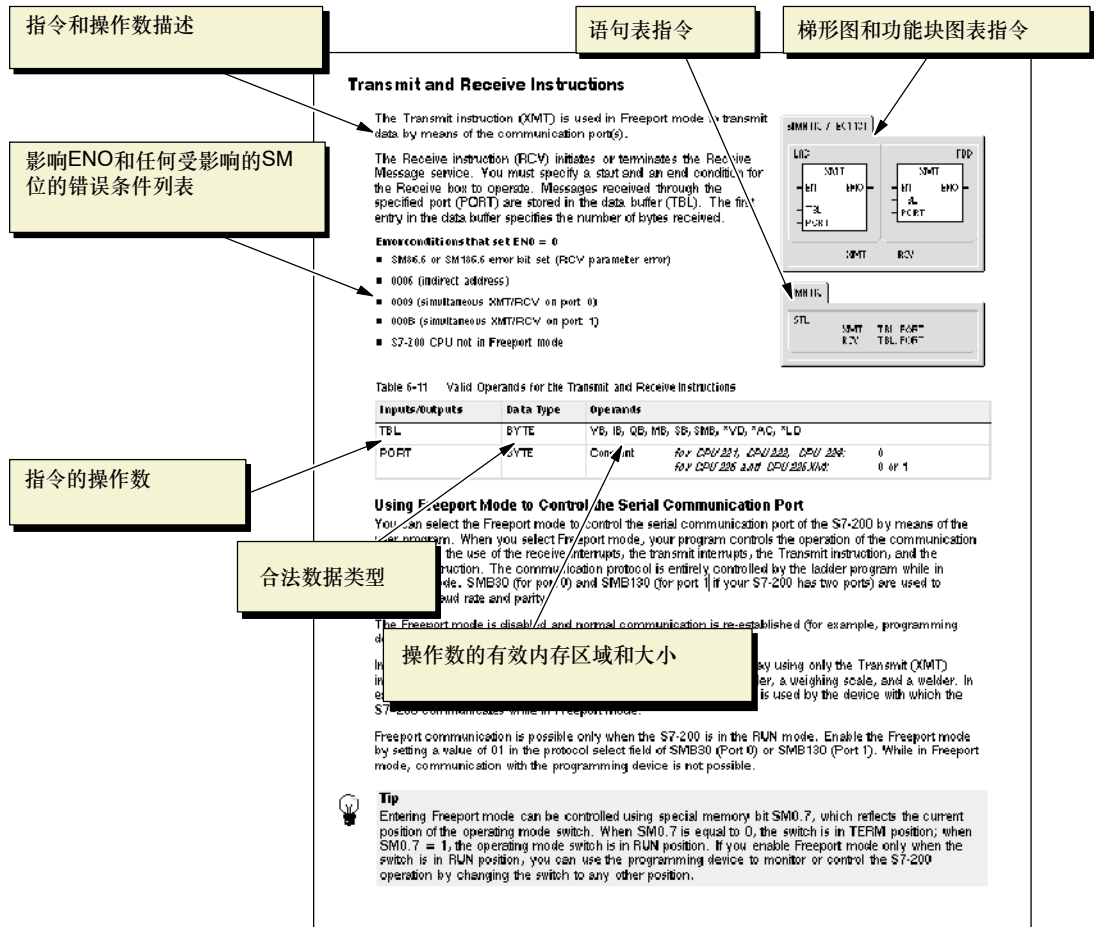 指令和操作数描述
语句表指令
梯形图和功能块图表指令
Transmit and Receive Instructions
The Transmit instruction (XMT) is used in Freeport mode to transmit
data by means of the communication port(s).
影响ENO和任何受影响的SM
位的错误条件列表
The Receive instruction (RCV) initiates or terminates the Receive
Message service. You must specify a start and an end condition for
the Receive box to operate. Messages received through the
specified port (PORT) are stored in the data buffer (TBL). The first
entry in the data buffer specifies the number of bytes received.
Error conditions that set ENO = 0
■ SM86.6 or SM186.6 error bit set (RCV parameter error)
■ 0006 (indirect address)
■ 0009 (simultaneous XMT/RCV on port 0)
■ 000B (simultaneous XMT/RCV on port 1)
■ S7-200 CPU not in Freeport mode
LAD FBD
XMT XMT
EN ENO EN ENO
TBL
PORT PORT
XMT RCV
STL
XMT TBL, PORT
RCV TBL, PORT
Table 6-11 Valid Operands for the Transmit and Receive Instructions
Inputs/Outputs Data Type Operands
TBL BYTE VB, IB, QB, MB, SB, SMB, *VD, *AC, *LD
PORT BYTE Constant for CPU 221, CPU 222, CPU 224: 0
for CPU 226 and CPU 226XM: 0 or 1
指令的操作数
Using Freeport Mode to Control the Serial Communication Port
You can select the Freeport mode to control the serial communication port of the S7-200 by means of the
user program. When you select Freeport mode, your program controls the operation of the communication
the use of the receive interrupts, the transmit interrupts, the Transmit instruction, and the
The communication protocol is entirely controlled by the ladder program while in
SMB30 (for port 0) and SMB130 (for port 1 if your S7-200 has two ports) are used to
baud rate and parity
合法数据类型
The Freeport mode is disabled and normal communication is re-established (for example, programming
操作数的有效内存区域和大小
using only the Transmit (XMT)
a weighing scale, and a welder. In
is used by the device with which the
S7-200 communicates while in Freeport mode.
Freeport communication is possible only when the S7-200 is in the RUN mode. Enable the Freeport mode
by setting a value of 01 in the protocol select field of SMB30 (Port 0) or SMB130 (Port 1). While in Freeport
mode, communication with the programming device is not possible.
Tip
Entering Freeport mode can be controlled using special memory bit SM0.7, which reflects the current
position of the operating mode switch. When SM0.7 is equal to 0, the switch is in TERM position; when
SM0.7 = 1, the operating mode switch is in RUN position. If you enable Freeport mode only when the
switch is in RUN position, you can use the programming device to monitor or control the S7-200
operation by changing the switch to any other position.